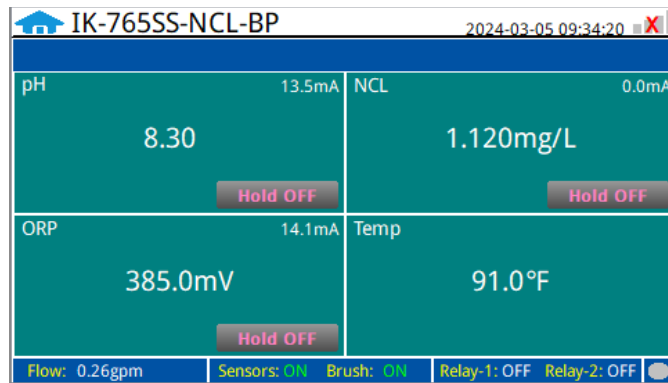 IK-765SS-NCL-BP 2024-03-05 09:34:20
pH 13.5mA
8.30
Hold OFF
NCL 0.0mA
1.120mg/L
Hold OFF
ORP 14.1mA
385.0mV
Hold OFF
Temp
91.0°F
Flow: 0.26gpm Sensors: ON Brush: ON Relay-1: OFF Relay-2: OFF